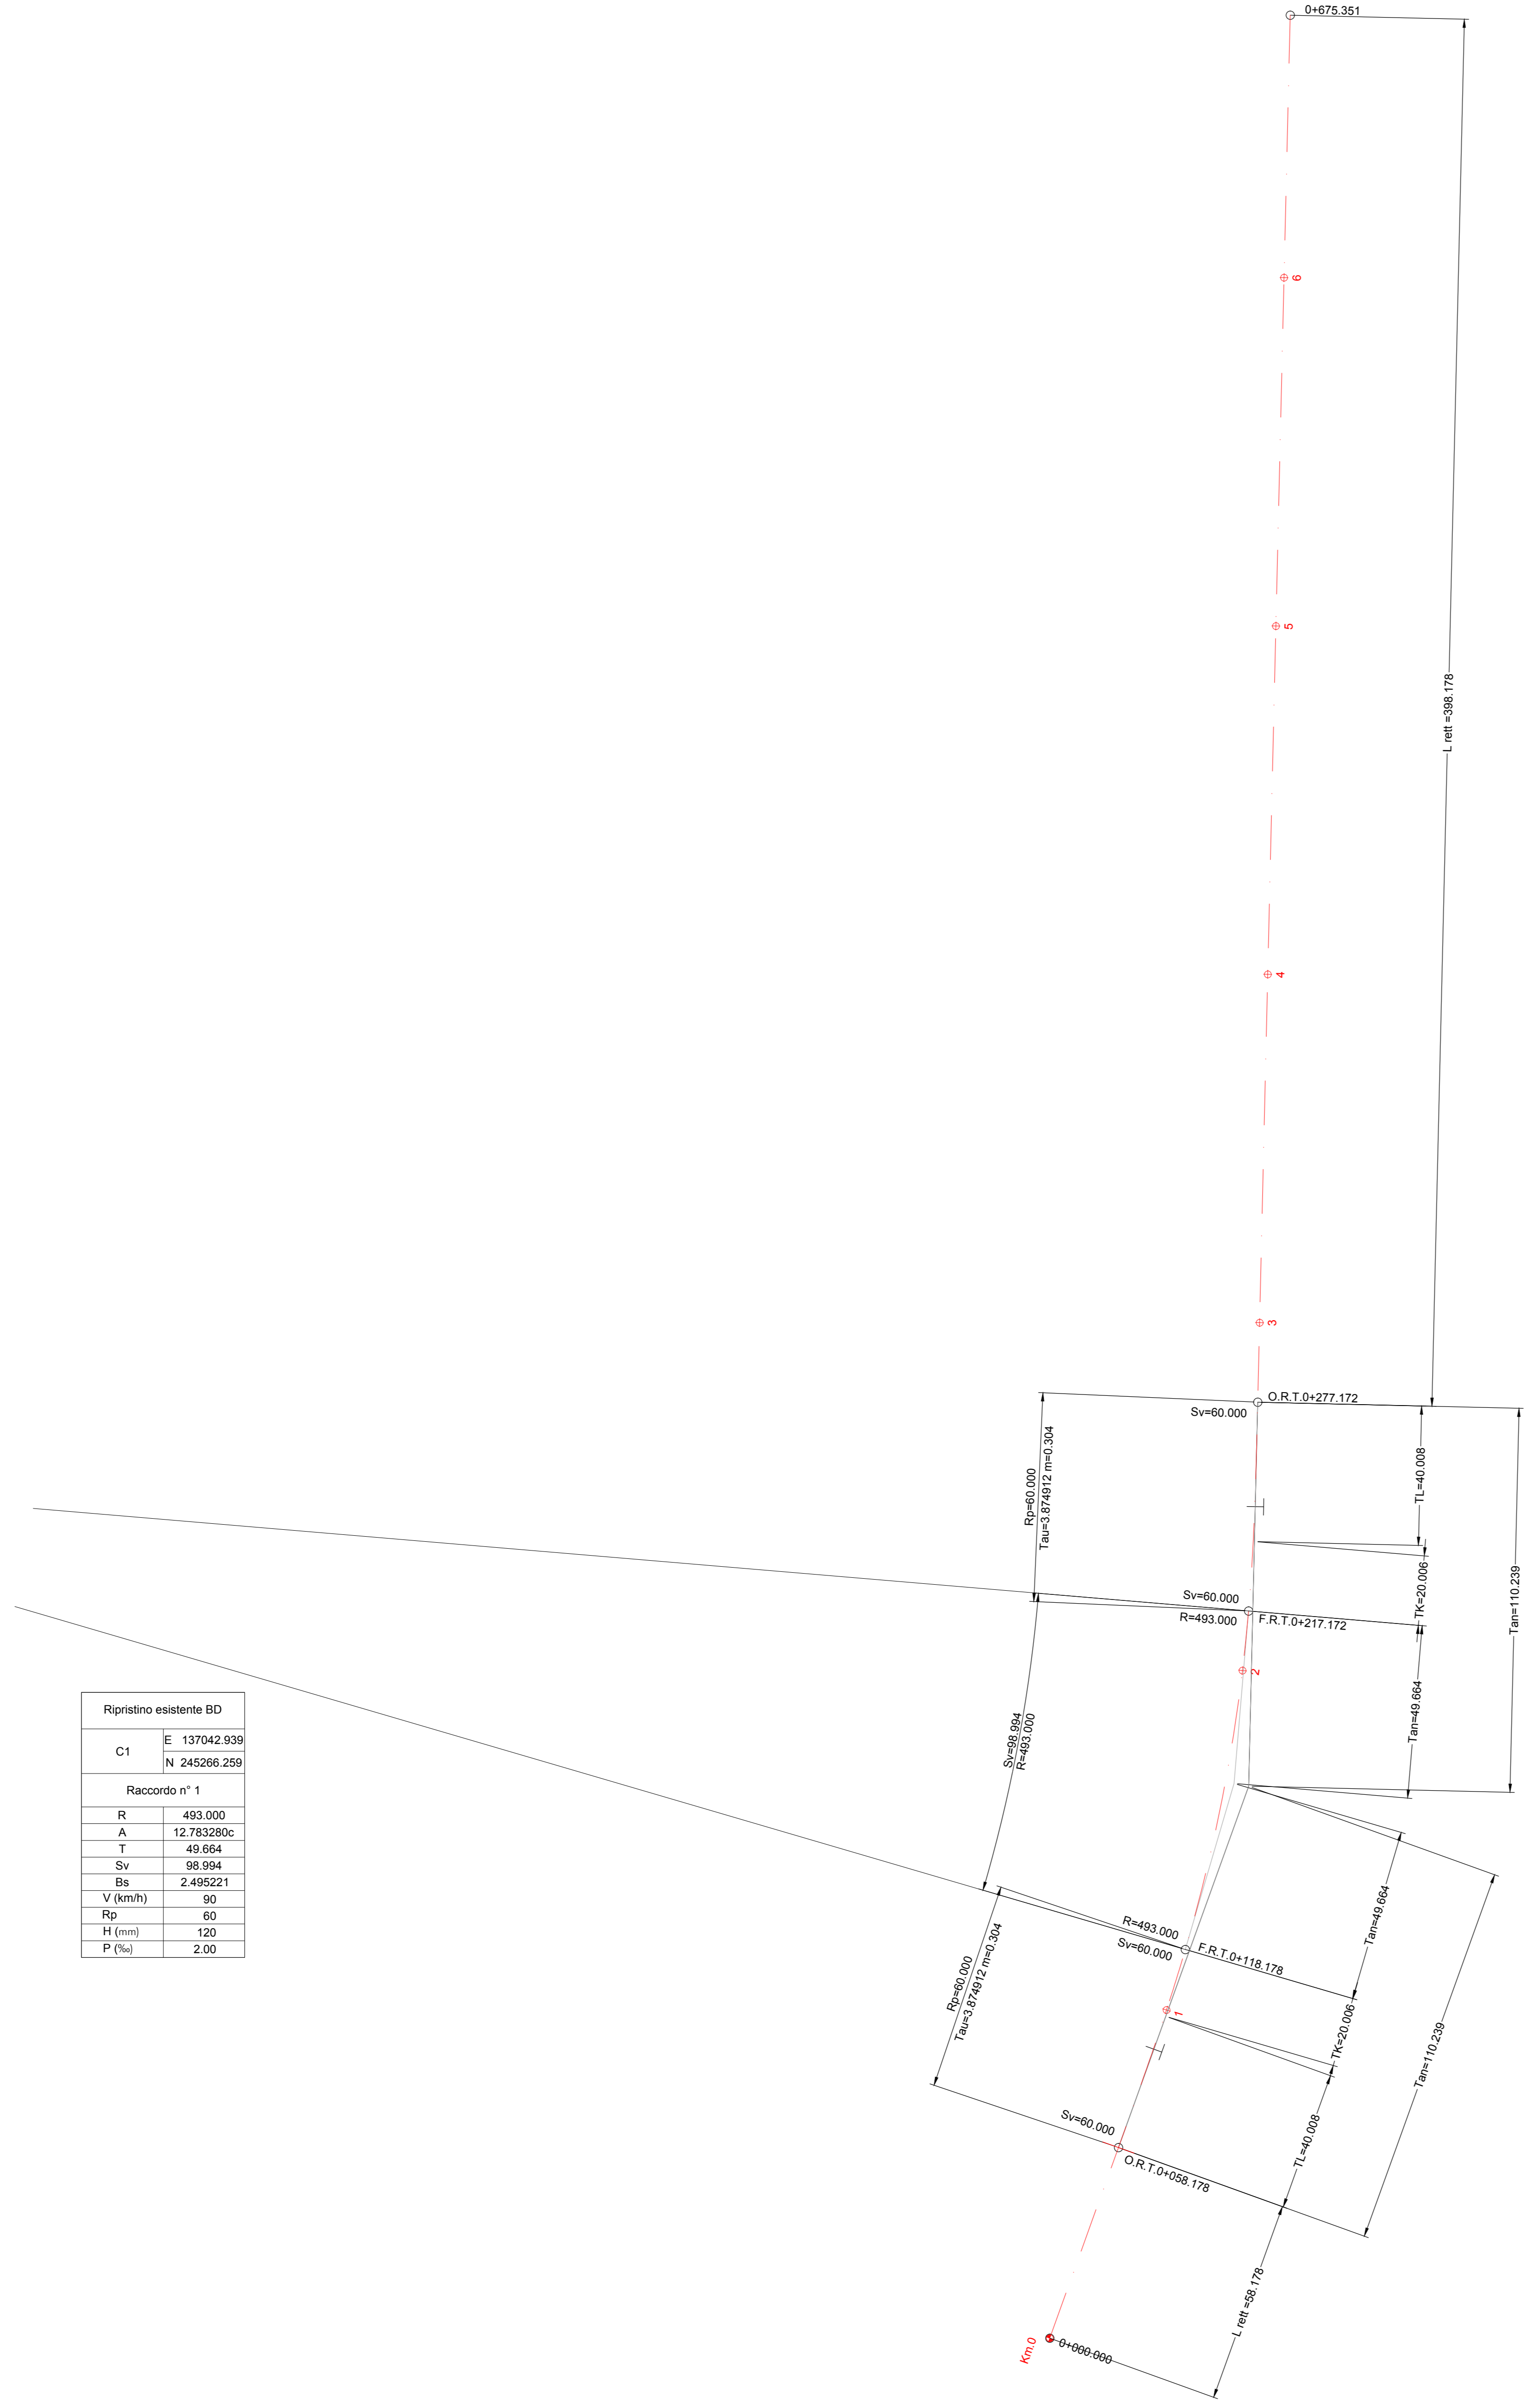 0+675.351
6
5
L rett =398.178
4
3
O.R.T.0+277.172
Sv=60.000
Rp=60.000
Tau=3.874912 m=0.304
TL=40.008
TK=20.006
Tan=110.239
Sv=60.000
R=493.000
F.R.T.0+217.172
2
Tan=49.664
Sv=98.994
R=493.000
Ripristino esistente BD
C1
E 137042.939
N 245266.259
Raccordo n° 1
R 493.000
A 12.783280c
T 49.664
Sv 98.994
Bs 2.495221
V (km/h) 90
Rp 60
H (mm) 120
P (‰) 2.00
Tan=49.664
R=493.000
Sv=60.000
F.R.T.0+118.178
Rp=60.000
Tau=3.874912 m=0.304
1
TK=20.006
Tan=110.239
Sv=60.000
TL=40.008
O.R.T.0+058.178
L rett =58.178
Km.0
0+000.000